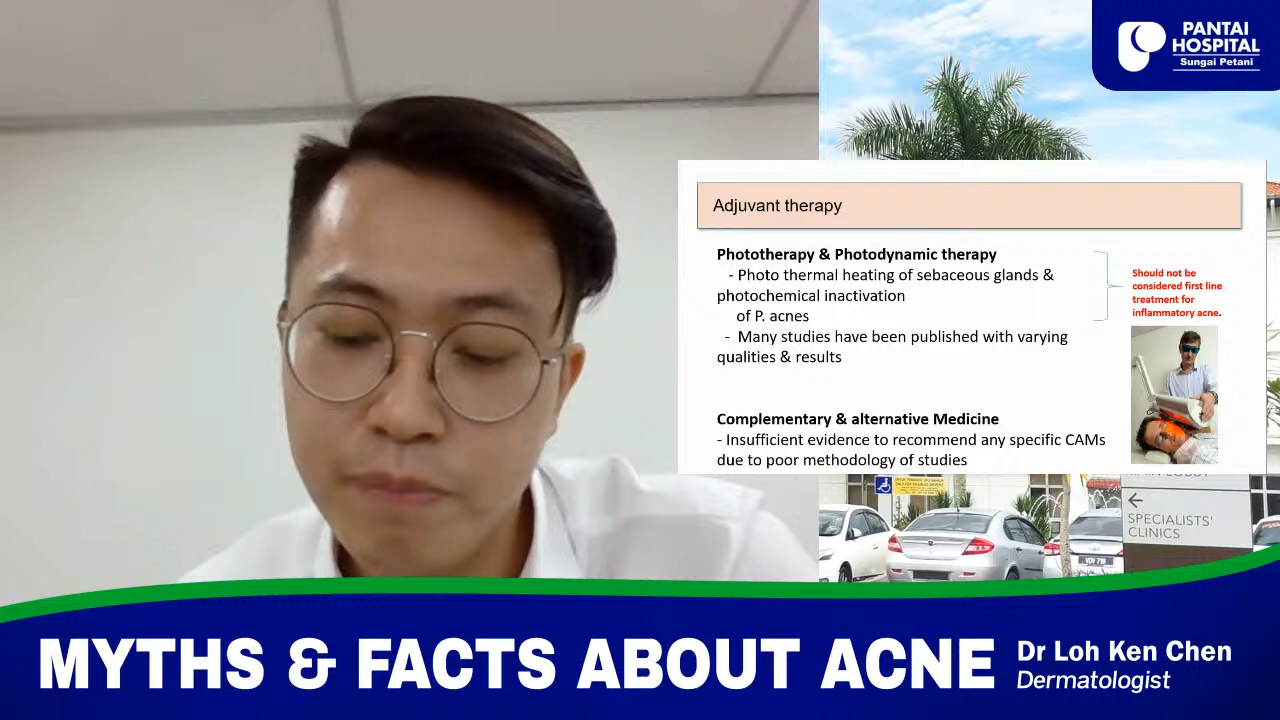 PANTAI
HOSPITAL
Sungai Petani
Adjuvant therapy
Phototherapy & Photodynamic therapy
- Photo thermal heating of sebaceous glands &
photochemical inactivation
of P. acnes
- Many studies have been published with varying
qualities & results
Should not be
considered first line
treatment for
inflammatory acne.
Complementary & alternative Medicine
- Insufficient evidence to recommend any specific CAMs
due to poor methodology of studies
SPECIALISTS'
CLINICS
MYTHS & FACTS ABOUT ACNE
Dr Loh Ken Chen
Dermatologist